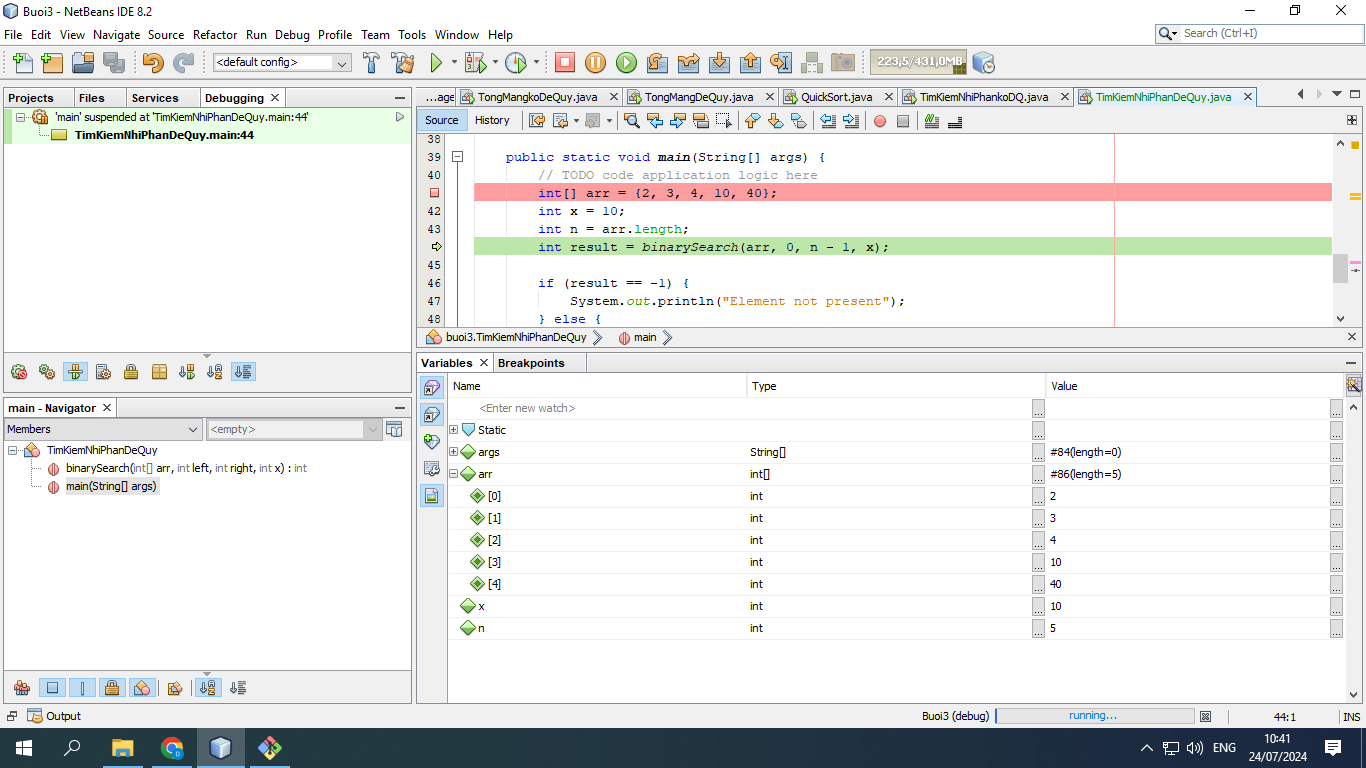 Buoi3 - NetBeans IDE 8.2
File Edit View Navigate Source Refactor Run Debug Profile Team Tools Window Help
Search (Ctrl+I)
<default config>
223,5/431,0MB
Projects Files Services Debugging
...age TongMangkoDeQuy.java TongMangDeQuy.java QuickSort.java TimKiemNhiPhankoDQ.java TimKiemNhiPhanDeQuy.java
'main' suspended at 'TimKiemNhiPhanDeQuy.main:44'
TimKiemNhiPhanDeQuy.main:44
Source History
38
39 public static void main(String[] args) {
40 // TODO code application logic here
int[] arr = {2, 3, 4, 10, 40};
42 int x = 10;
43 int n = arr.length;
int result = binarySearch(arr, 0, n - 1, x);
45
46 if (result == -1) {
47 System.out.println("Element not present");
48 } else {
buoi3.TimKiemNhiPhanDeQuy main
Variables Breakpoints
Name Type Value
<Enter new watch> ... ...
Static ... ...
args String[] ... #84(length=0) ...
arr int[] ... #86(length=5) ...
[0] int ... 2 ...
[1] int ... 3 ...
[2] int ... 4 ...
[3] int ... 10 ...
[4] int ... 40 ...
x int ... 10 ...
n int ... 5 ...
main - Navigator
Members <empty>
TimKiemNhiPhanDeQuy
binarySearch(int[] arr, int left, int right, int x) : int
main(String[] args)
Output
Buoi3 (debug) running... 44:1 INS
ENG
10:41
24/07/2024